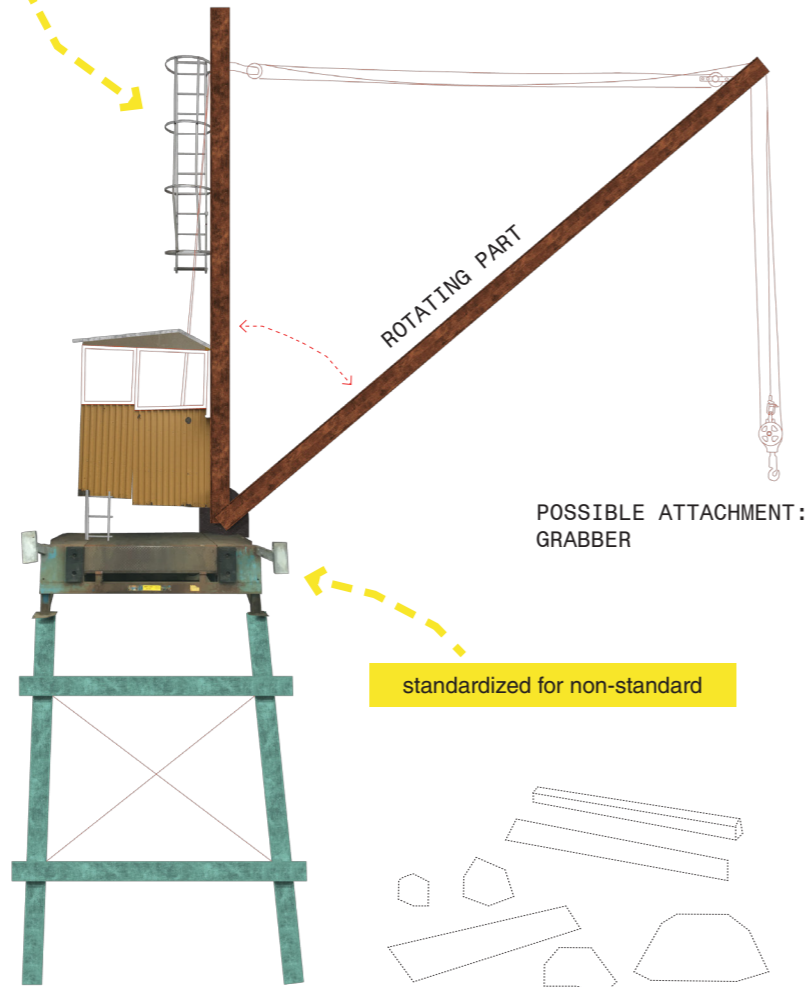 ROTATING PART
POSSIBLE ATTACHMENT:
GRABBER
standardized for non-standard